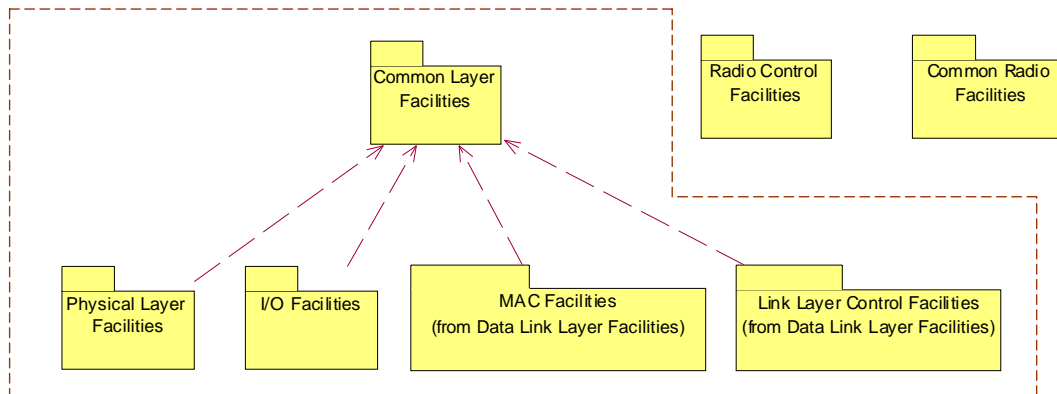 Common Layer
Facilities
Radio Control
Facilities
Common Radio
Facilities
Physical Layer
Facilities
I/O Facilities
MAC Facilities
(from Data Link Layer Facilities)
Link Layer Control Facilities
(from Data Link Layer Facilities)